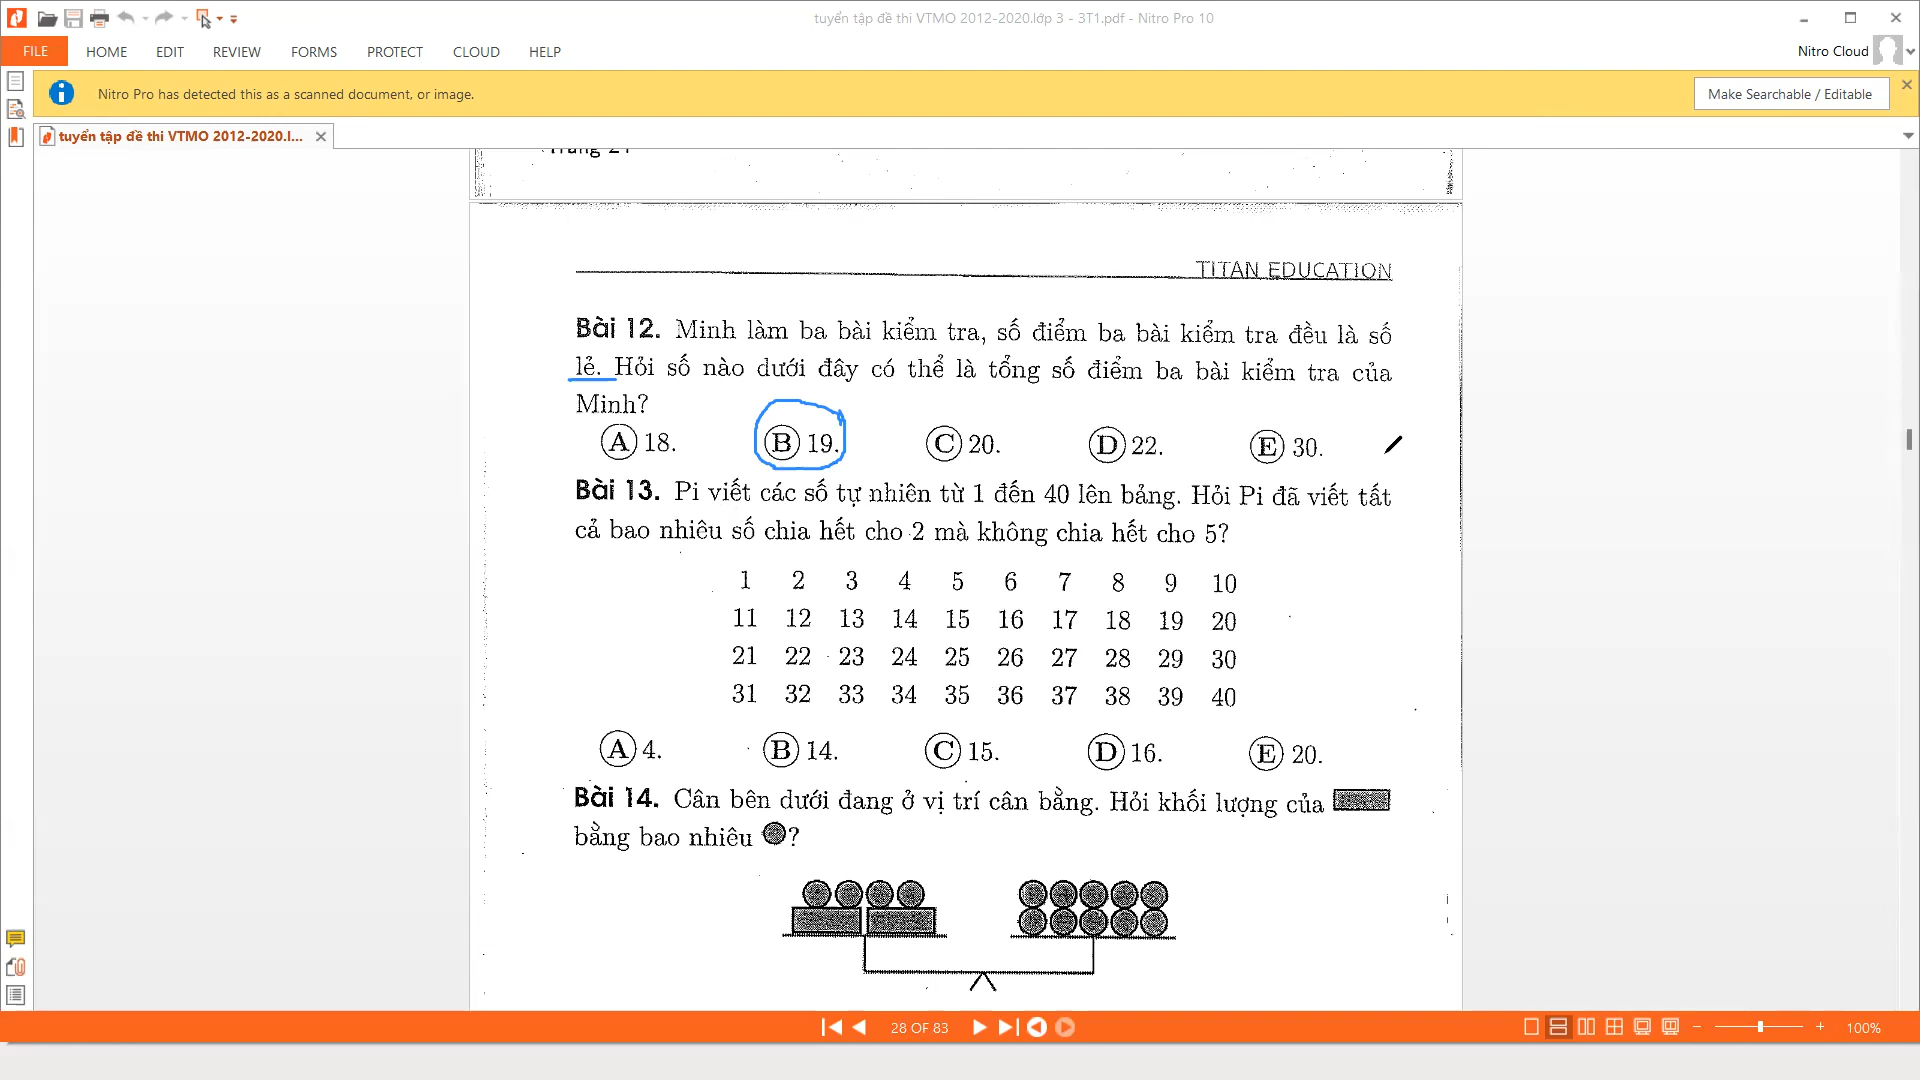 tuyển tập đề thi VTMO 2012-2020.lớp 3 - 3T1.pdf - Nitro Pro 10
FILE HOME EDIT REVIEW FORMS PROTECT CLOUD HELP
Nitro Cloud
Nitro Pro has detected this as a scanned document, or image.
Make Searchable / Editable
tuyển tập đề thi VTMO 2012-2020.l...
Trang 21
TITAN EDUCATION
Bài 12. Minh làm ba bài kiểm tra, số điểm ba bài kiểm tra đều là số
lẻ. Hỏi số nào dưới đây có thể là tổng số điểm ba bài kiểm tra của
Minh?
A 18. B 19. C 20. D 22. E 30.
Bài 13. Pi viết các số tự nhiên từ 1 đến 40 lên bảng. Hỏi Pi đã viết tất
cả bao nhiêu số chia hết cho 2 mà không chia hết cho 5?
1 2 3 4 5 6 7 8 9 10
11 12 13 14 15 16 17 18 19 20
21 22 23 24 25 26 27 28 29 30
31 32 33 34 35 36 37 38 39 40
A 4. B 14. C 15. D 16. E 20.
Bài 14. Cân bên dưới đang ở vị trí cân bằng. Hỏi khối lượng của
bằng bao nhiêu ?
28 OF 83
100%